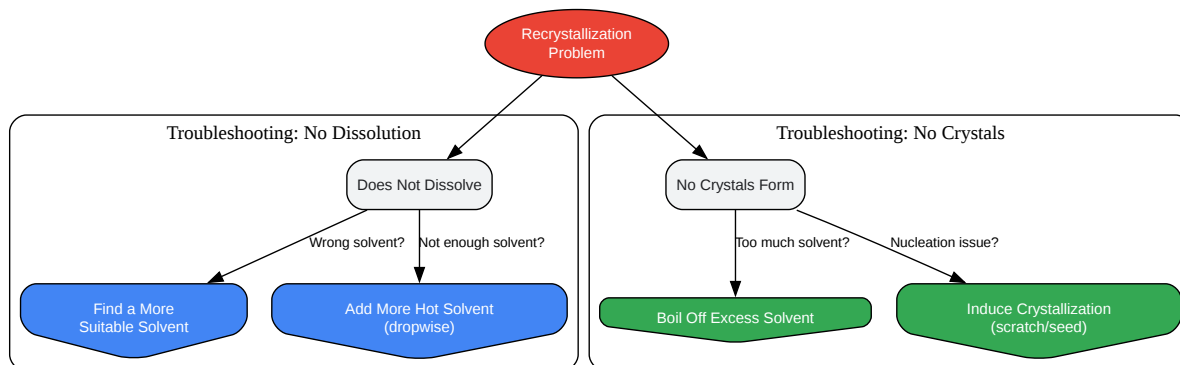 Recrystallization
Problem
Troubleshooting: No Dissolution
Troubleshooting: No Crystals
Does Not Dissolve
No Crystals Form
Wrong solvent?
Not enough solvent?
Too much solvent?
Nucleation issue?
Find a More
Suitable Solvent
Add More Hot Solvent
(dropwise)
Boil Off Excess Solvent
Induce Crystallization
(scratch/seed)